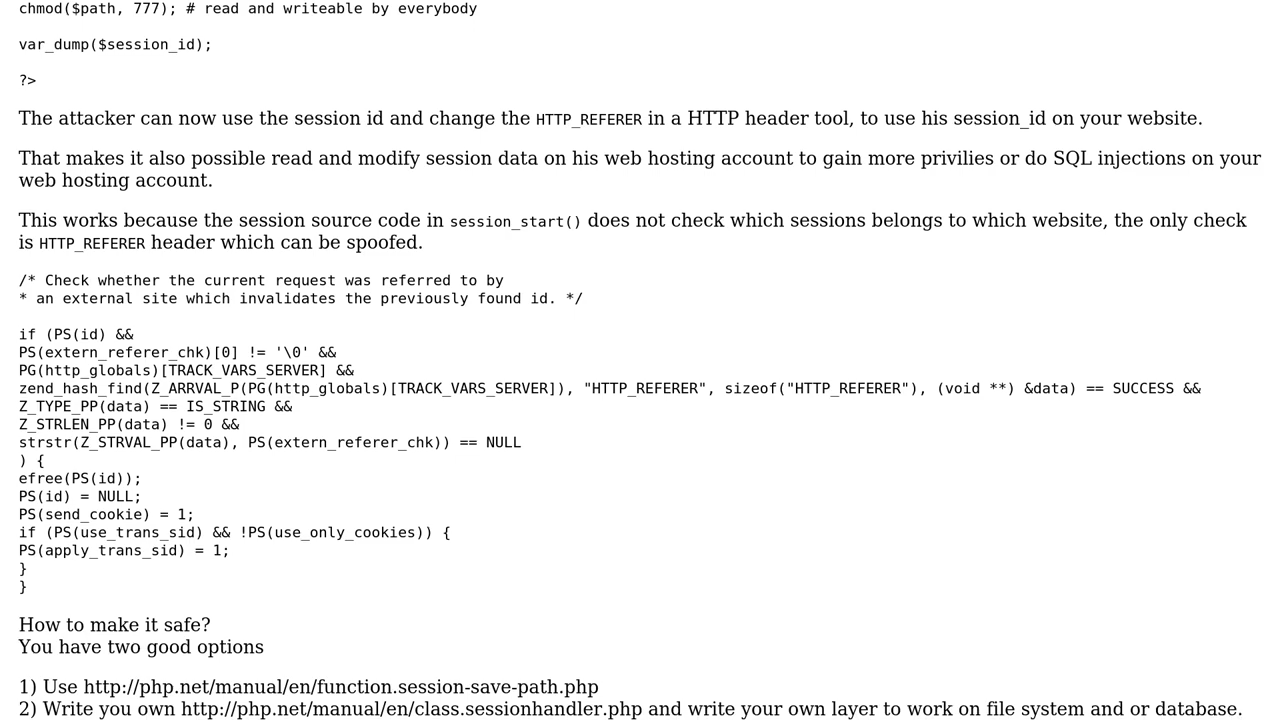 chmod($path, 777); # read and writeable by everybody
var_dump($session_id);
?>
The attacker can now use the session id and change the HTTP_REFERER in a HTTP header tool, to use his session_id on your website.
That makes it also possible read and modify session data on his web hosting account to gain more privilies or do SQL injections on your
web hosting account.
This works because the session source code in session_start() does not check which sessions belongs to which website, the only check
is HTTP_REFERER header which can be spoofed.
/* Check whether the current request was referred to by
* an external site which invalidates the previously found id. */
if (PS(id) &&
PS(extern_referer_chk)[0] != '\0' &&
PG(http_globals)[TRACK_VARS_SERVER] &&
zend_hash_find(Z_ARRVAL_P(PG(http_globals)[TRACK_VARS_SERVER]), "HTTP_REFERER", sizeof("HTTP_REFERER"), (void **) &data) == SUCCESS &&
Z_TYPE_PP(data) == IS_STRING &&
Z_STRLEN_PP(data) != 0 &&
strstr(Z_STRVAL_PP(data), PS(extern_referer_chk)) == NULL
) {
efree(PS(id));
PS(id) = NULL;
PS(send_cookie) = 1;
if (PS(use_trans_sid) && !PS(use_only_cookies)) {
PS(apply_trans_sid) = 1;
}
}
How to make it safe?
You have two good options
1) Use http://php.net/manual/en/function.session-save-path.php
2) Write you own http://php.net/manual/en/class.sessionhandler.php and write your own layer to work on file system and or database.